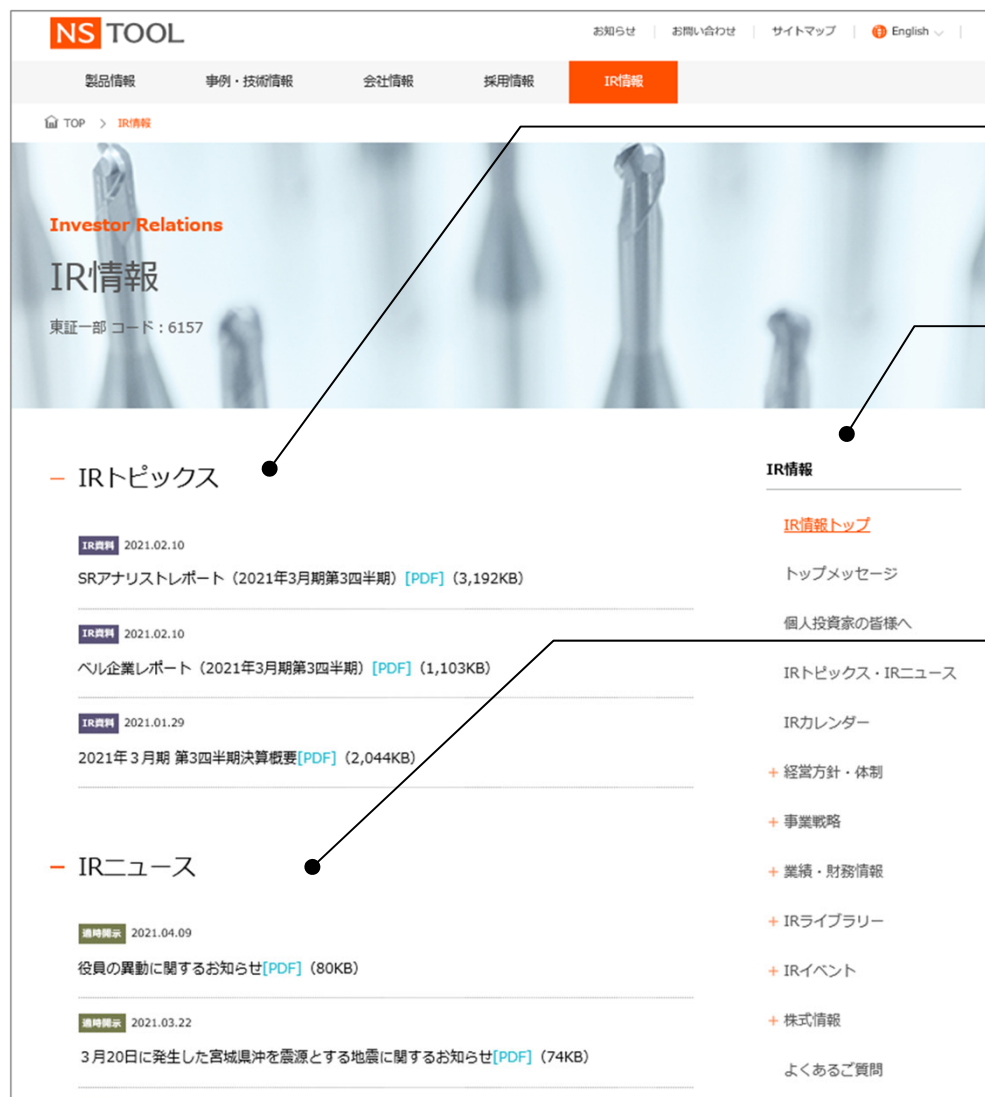 NS TOOL
お知らせ お問い合わせ サイトマップ English
製品情報 事例・技術情報 会社情報 採用情報 IR情報
TOP > IR情報
Investor Relations
IR情報
東証一部 コード：6157
− IRトピックス
IR資料 2021.02.10
SRアナリストレポート（2021年3月期第3四半期）[PDF]（3,192KB）
IR資料 2021.02.10
ベル企業レポート（2021年3月期第3四半期）[PDF]（1,103KB）
IR資料 2021.01.29
2021年３月期 第3四半期決算概要[PDF]（2,044KB）
− IRニュース
適時開示 2021.04.09
役員の異動に関するお知らせ[PDF]（80KB）
適時開示 2021.03.22
３月20日に発生した宮城県沖を震源とする地震に関するお知らせ[PDF]（74KB）
IR情報
IR情報トップ
トップメッセージ
個人投資家の皆様へ
IRトピックス・IRニュース
IRカレンダー
+ 経営方針・体制
+ 事業戦略
+ 業績・財務情報
+ IRライブラリー
+ IRイベント
+ 株式情報
よくあるご質問